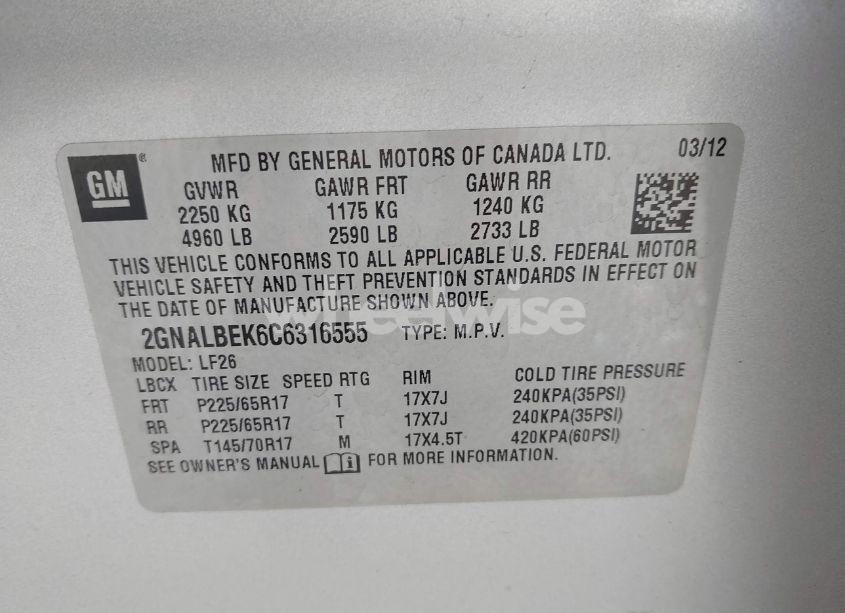 GM®
MFD BY GENERAL MOTORS OF CANADA LTD. 03/12
GVWR GAWR FRT GAWR RR
2250 KG 1175 KG 1240 KG
4960 LB 2590 LB 2733 LB
THIS VEHICLE CONFORMS TO ALL APPLICABLE U.S. FEDERAL MOTOR
VEHICLE SAFETY AND THEFT PREVENTION STANDARDS IN EFFECT ON
THE DATE OF MANUFACTURE SHOWN ABOVE.
wheelwise
2GNALBEK6C6316555 TYPE: M.P.V.
MODEL: LF26
LBCX TIRE SIZE SPEED RTG RIM COLD TIRE PRESSURE
FRT P225/65R17 T 17X7J 240KPA(35PSI)
RR P225/65R17 T 17X7J 240KPA(35PSI)
SPA T145/70R17 M 17X4.5T 420KPA(60PSI)
SEE OWNER'S MANUAL i FOR MORE INFORMATION.